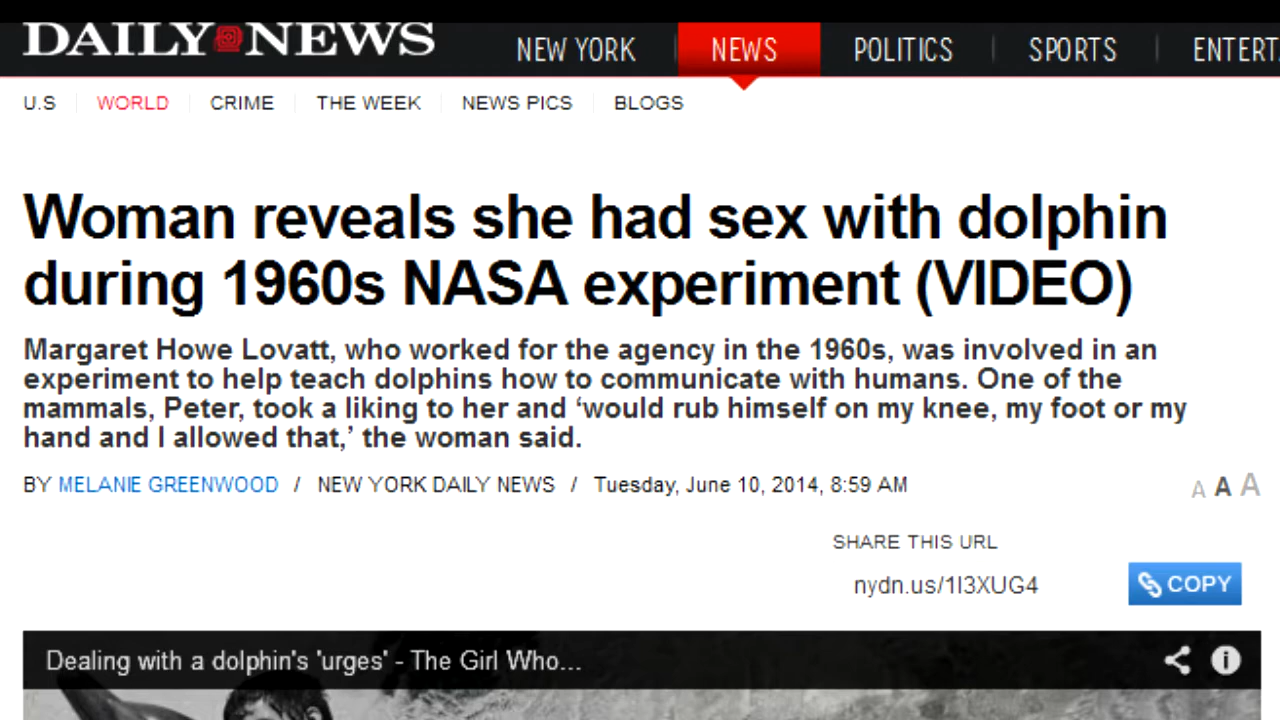 DAILY NEWS NEW YORK NEWS POLITICS SPORTS ENTERT
U.S WORLD CRIME THE WEEK NEWS PICS BLOGS
Woman reveals she had sex with dolphin
during 1960s NASA experiment (VIDEO)
Margaret Howe Lovatt, who worked for the agency in the 1960s, was involved in an
experiment to help teach dolphins how to communicate with humans. One of the
mammals, Peter, took a liking to her and ‘would rub himself on my knee, my foot or my
hand and I allowed that,’ the woman said.
BY MELANIE GREENWOOD / NEW YORK DAILY NEWS / Tuesday, June 10, 2014, 8:59 AM A A A
SHARE THIS URL
nydn.us/1l3XUG4 COPY
Dealing with a dolphin's 'urges' - The Girl Who...